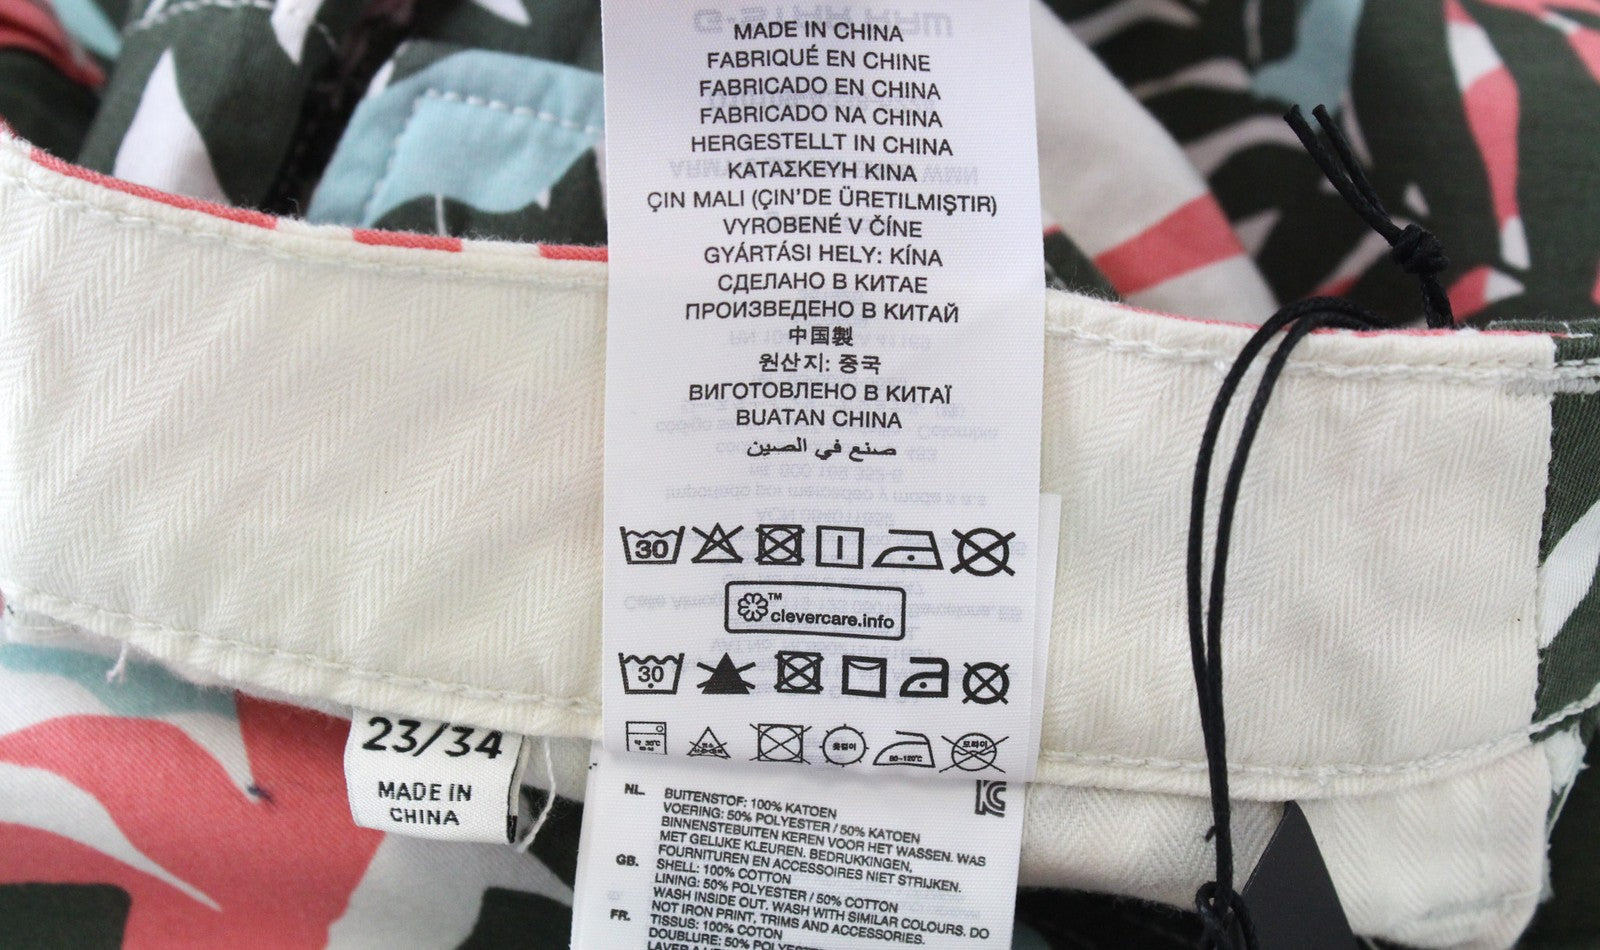 MADE IN CHINA
FABRIQUÉ EN CHINE
FABRICADO EN CHINA
FABRICADO NA CHINA
HERGESTELLT IN CHINA
ΚΑΤΑΣΚΕΥΗ ΚΙΝΑ
ÇIN MALI (ÇIN'DE ÜRETILMIŞTIR)
VYROBENÉ V ČÍNE
GYÁRTÁSI HELY: KÍNA
СДЕЛАНО В КИТАЕ
ПРОИЗВЕДЕНО В КИТАЙ
中国製
원산지: 중국
ВИГОТОВЛЕНО В КИТАЇ
BUATAN CHINA
صنع في الصين
30
TM clevercare.info
30
약 30℃ 80~120℃
23/34
MADE IN
CHINA
NL. BUITENSTOF: 100% KATOEN
VOERING: 50% POLYESTER / 50% KATOEN
BINNENSTEBUITEN KEREN VOOR HET WASSEN. WAS
MET GELIJKE KLEUREN. BEDRUKKINGEN,
FOURNITUREN EN ACCESSOIRES NIET STRIJKEN.
GB. SHELL: 100% COTTON
LINING: 50% POLYESTER / 50% COTTON
WASH INSIDE OUT. WASH WITH SIMILAR COLOURS. DO
NOT IRON PRINT, TRIMS AND ACCESSORIES.
FR. TISSUS: 100% COTON
DOUBLURE: 50% POLYESTER